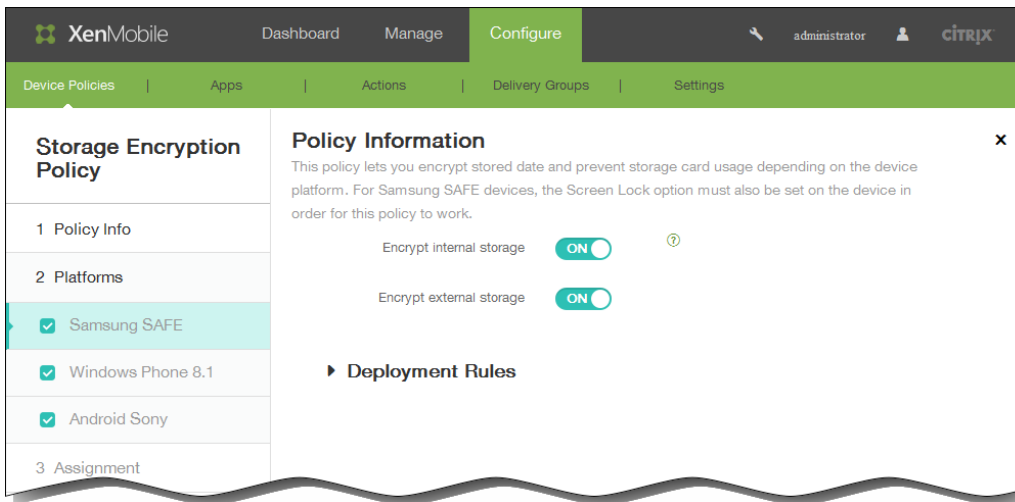 XenMobile Dashboard Manage Configure administrator CİTRIX
Device Policies | Apps | Actions | Delivery Groups | Settings
Storage Encryption Policy
1 Policy Info
2 Platforms
Samsung SAFE
Windows Phone 8.1
Android Sony
3 Assignment
Policy Information
x
This policy lets you encrypt stored date and prevent storage card usage depending on the device
platform. For Samsung SAFE devices, the Screen Lock option must also be set on the device in
order for this policy to work.
Encrypt internal storage ON ?
Encrypt external storage ON
Deployment Rules